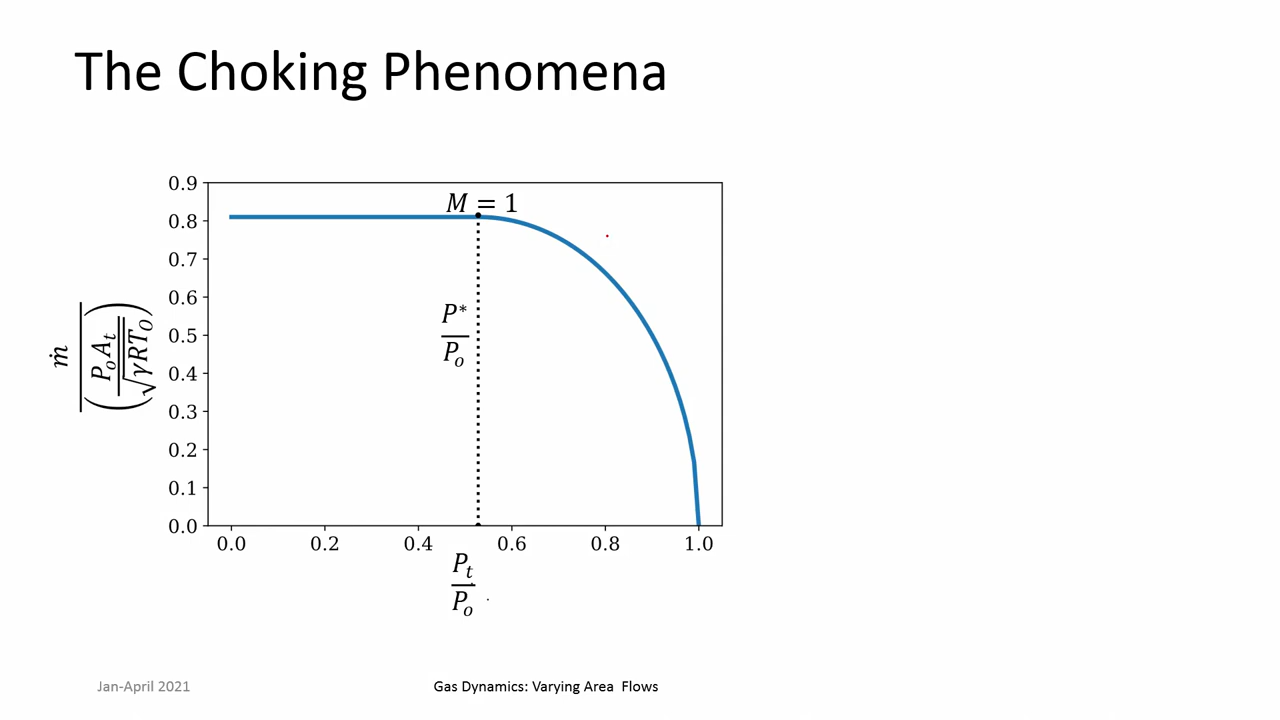 The Choking Phenomena
ṁ / (PₒAₜ / √γRT_O)
0.9
0.8
0.7
0.6
0.5
0.4
0.3
0.2
0.1
0.0
M = 1
P*
Pₒ
0.0 0.2 0.4 0.6 0.8 1.0
Pₜ
Pₒ
Jan-April 2021 Gas Dynamics: Varying Area Flows